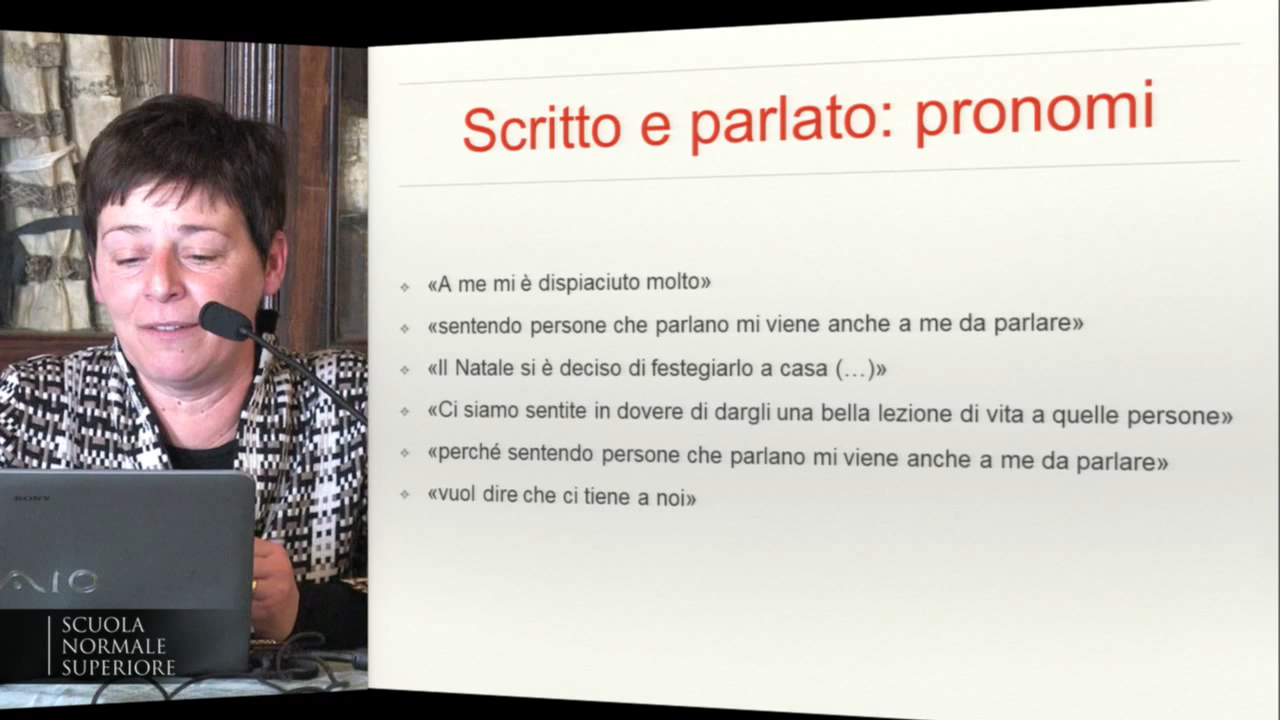 Scritto e parlato: pronomi
«A me mi è dispiaciuto molto»
«sentendo persone che parlano mi viene anche a me da parlare»
«Il Natale si è deciso di festegiarlo a casa (…)»
«Ci siamo sentite in dovere di dargli una bella lezione di vita a quelle persone»
«perché sentendo persone che parlano mi viene anche a me da parlare»
«vuol dire che ci tiene a noi»
SONY
VAIO
SCUOLA
NORMALE
SUPERIORE